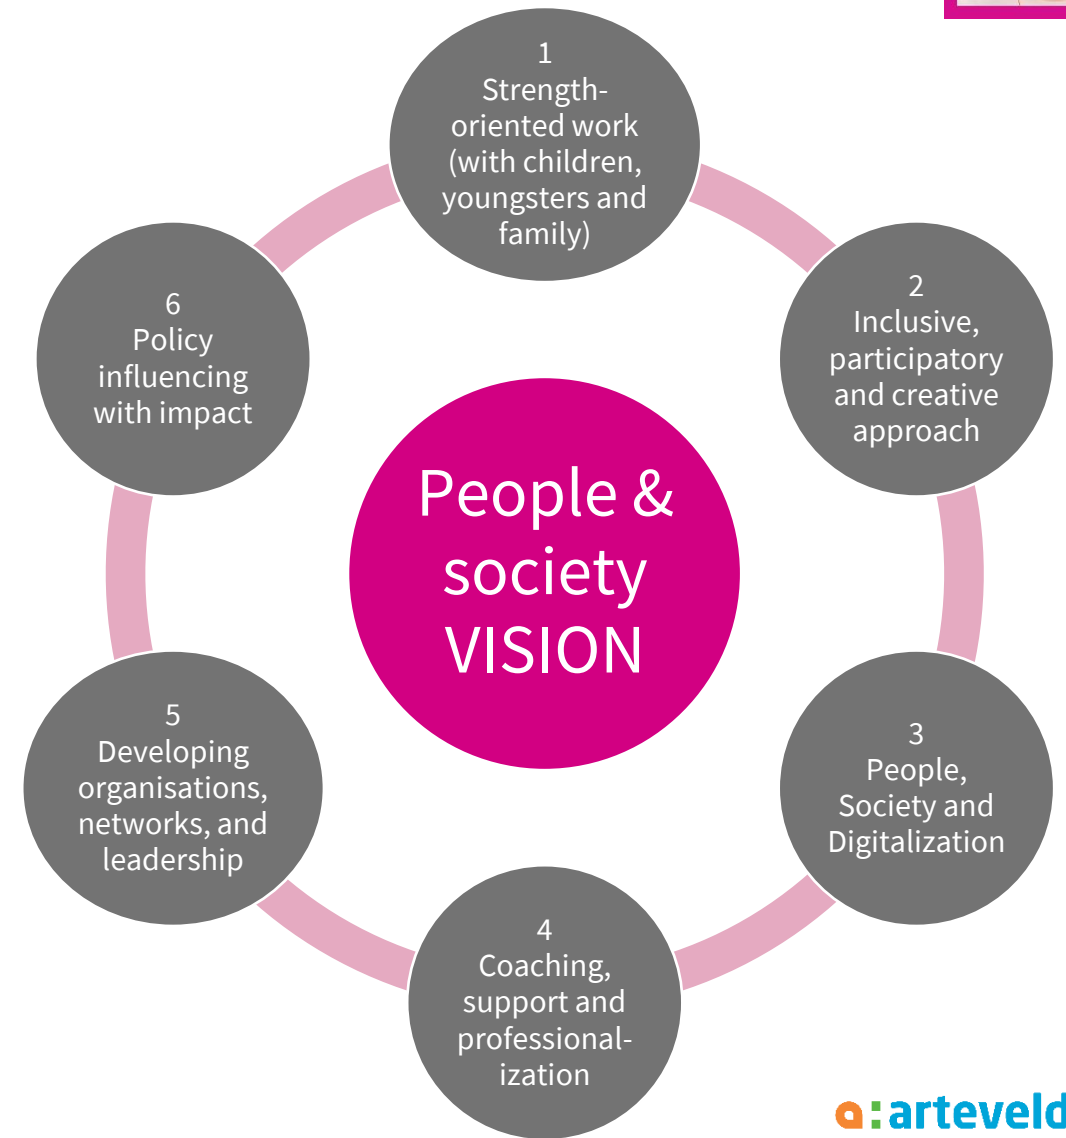 1
Strength-
oriented work
(with children,
youngsters and
family)
2
Inclusive,
participatory
and creative
approach
3
People,
Society and
Digitalization
4
Coaching,
support and
professional-
ization
5
Developing
organisations,
networks, and
leadership
6
Policy
influencing
with impact
People &
society
VISION
a:arteveld